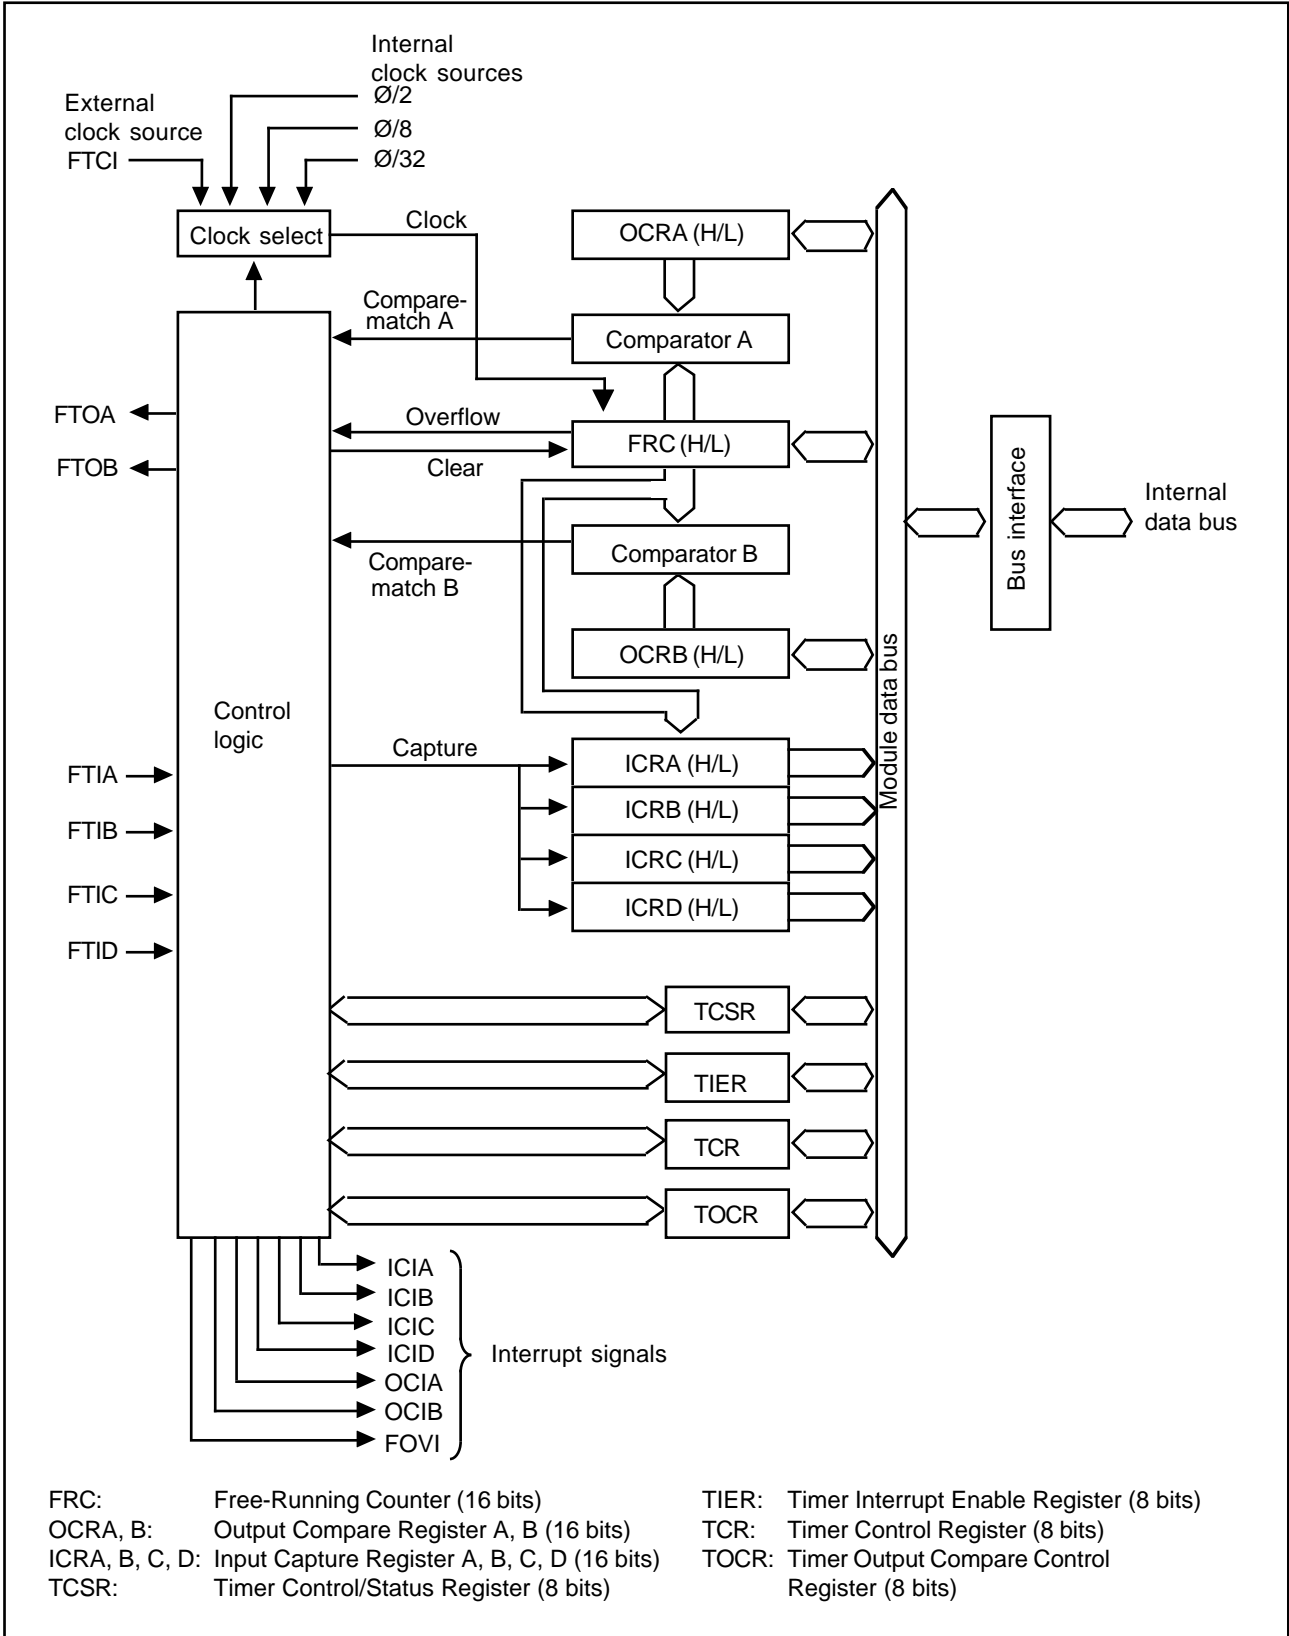 Internal
clock sources
Ø/2
External
clock source
Ø/8
FTCI
Ø/32
Clock select
Clock
OCRA (H/L)
Compare-
match A
Comparator A
FTOA
Overflow
FRC (H/L)
FTOB
Clear
Bus interface
Internal
data bus
Compare-
match B
Comparator B
OCRB (H/L)
Module data bus
Control
logic
Capture
ICRA (H/L)
FTIA
ICRB (H/L)
FTIB
ICRC (H/L)
FTIC
ICRD (H/L)
FTID
TCSR
TIER
TCR
TOCR
ICIA
ICIB
ICIC
ICID
Interrupt signals
OCIA
OCIB
FOVI
FRC: Free-Running Counter (16 bits)
OCRA, B: Output Compare Register A, B (16 bits)
ICRA, B, C, D: Input Capture Register A, B, C, D (16 bits)
TCSR: Timer Control/Status Register (8 bits)
TIER: Timer Interrupt Enable Register (8 bits)
TCR: Timer Control Register (8 bits)
TOCR: Timer Output Compare Control
Register (8 bits)